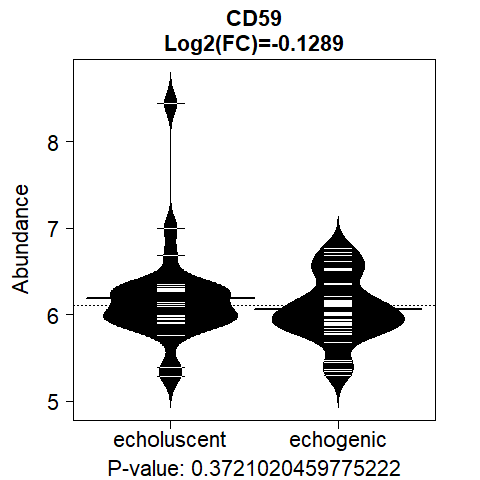 CD59
Log2(FC)=-0.1289
Abundance
8
7
6
5
echoluscent
echogenic
P-value: 0.3721020459775222